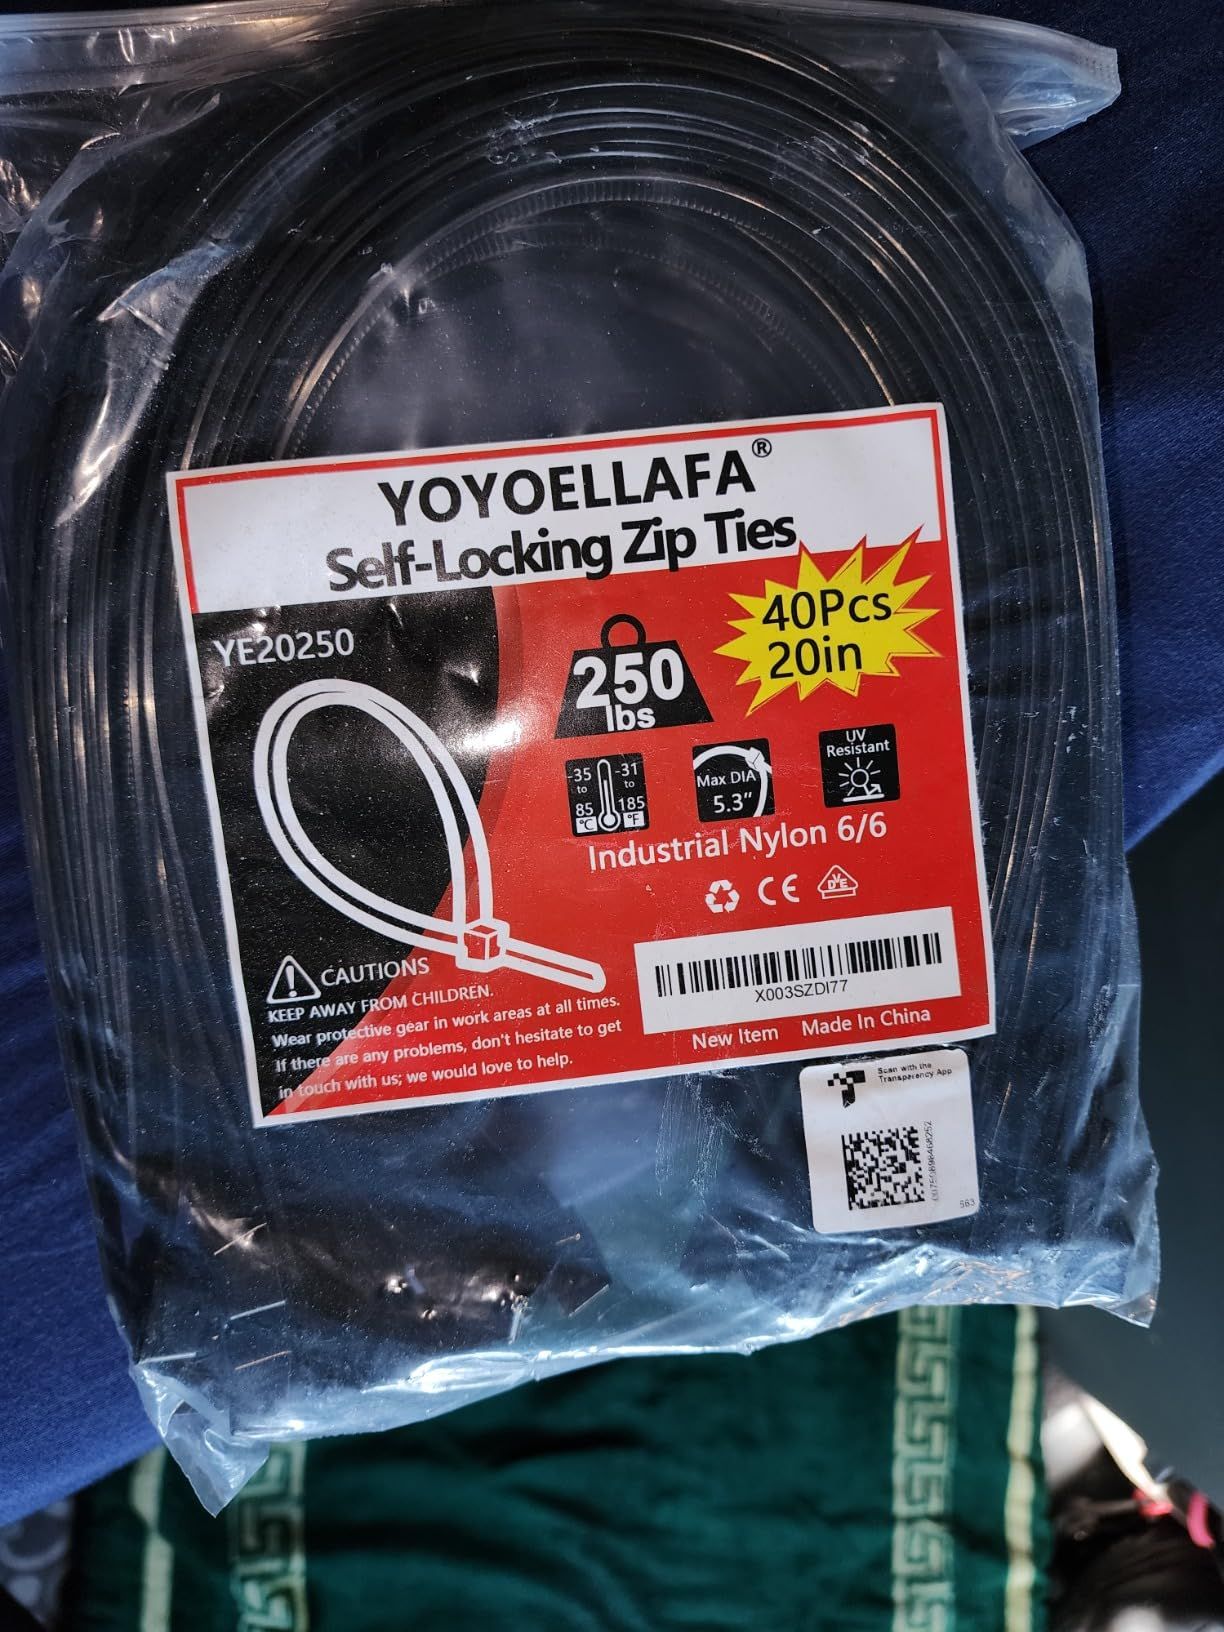 YOYOELLAFA®
Self-Locking Zip Ties
40Pcs
20in
YE20250
250
lbs
-35 to 85 °C
-31 to 185 °F
Max DIA
5.3"
UV
Resistant
Industrial Nylon 6/6
CE
DVE
CAUTIONS
KEEP AWAY FROM CHILDREN.
Wear protective gear in work areas at all times.
If there are any problems, don't hesitate to get
in touch with us; we would love to help.
X003SZDI77
New Item Made In China
Scan with the
Transparency App
563